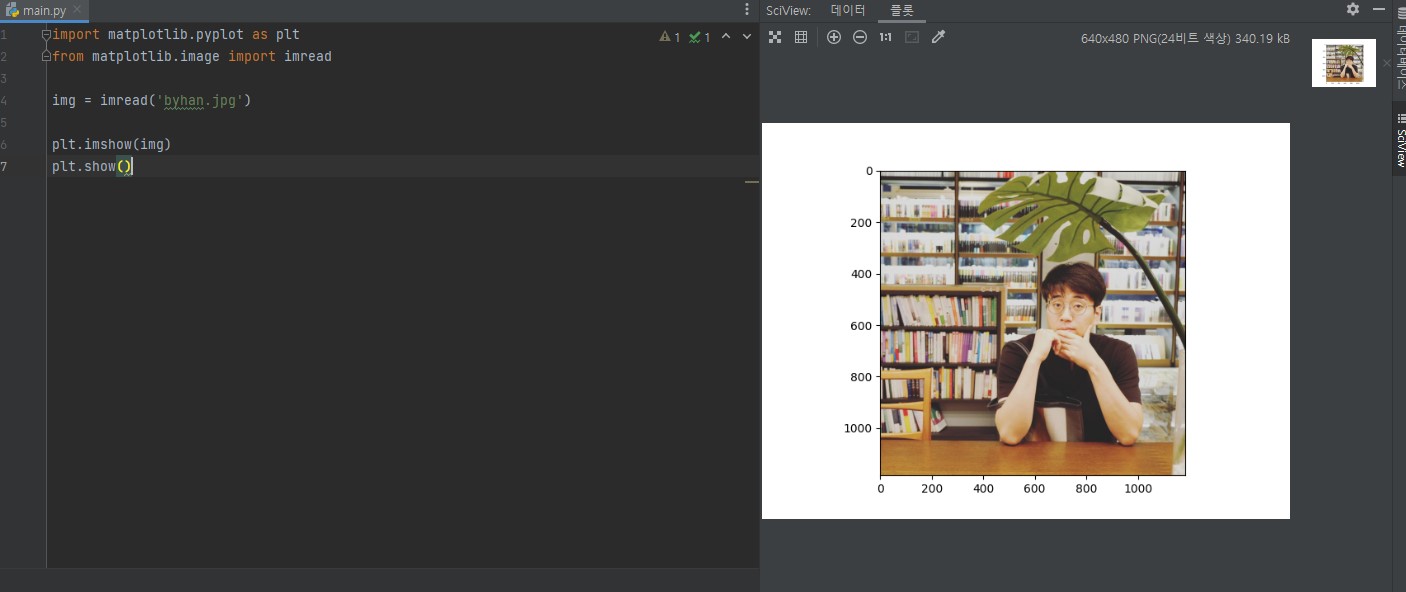 main.py
1 import matplotlib.pyplot as plt
2 from matplotlib.image import imread
3
4 img = imread('byhan.jpg')
5
6 plt.imshow(img)
7 plt.show()
1 1
SciView: 데이터 플롯
1:1 640x480 PNG(24비트 색상) 340.19 kB
0
200
400
600
800
1000
0 200 400 600 800 1000
데이터베이스
SciView